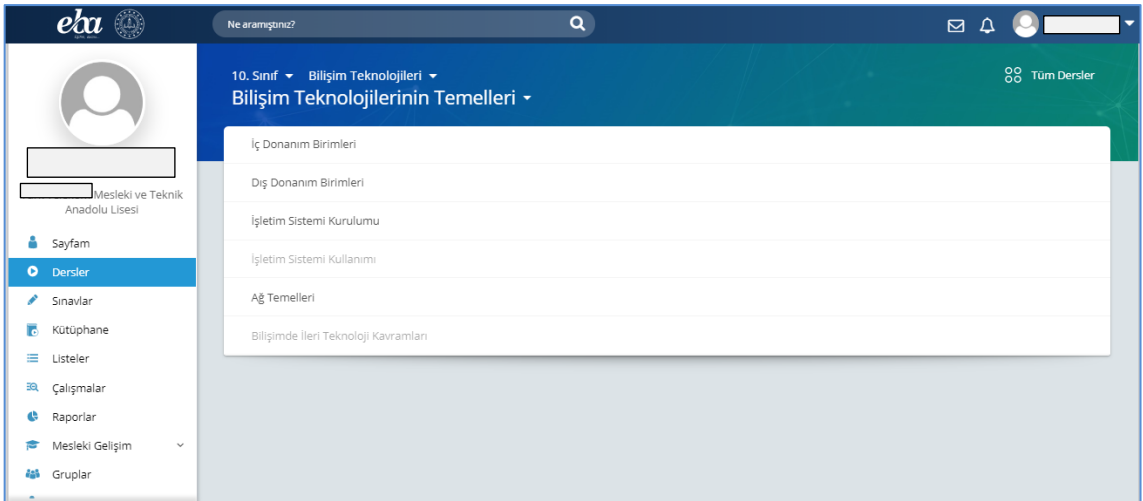 eba
Ne aramıştınız?
10. Sınıf Bilişim Teknolojileri
Bilişim Teknolojilerinin Temelleri
Tüm Dersler
Mesleki ve Teknik
Anadolu Lisesi
Sayfam
Dersler
Sınavlar
Kütüphane
Listeler
Çalışmalar
Raporlar
Mesleki Gelişim
Gruplar
İç Donanım Birimleri
Dış Donanım Birimleri
İşletim Sistemi Kurulumu
İşletim Sistemi Kullanımı
Ağ Temelleri
Bilişimde İleri Teknoloji Kavramları